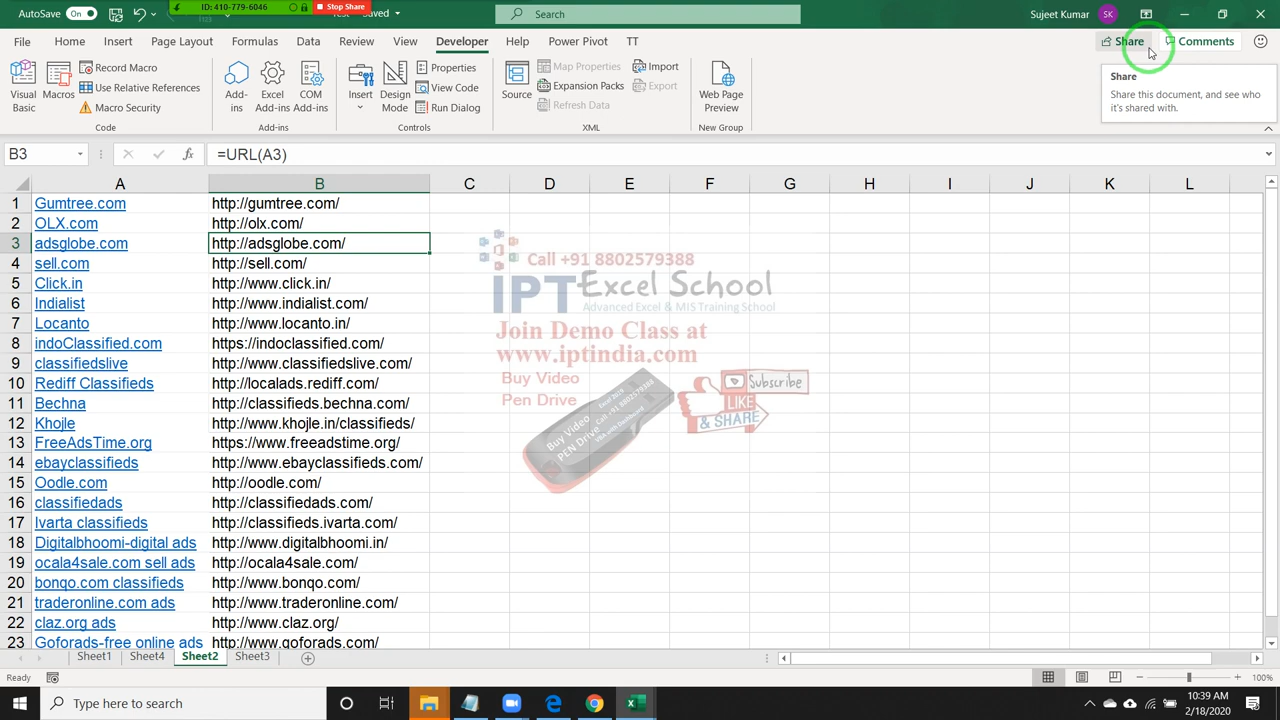 AutoSave On
ID: 410-779-6046
Stop Share
Saved
Search
Sujeet Kumar SK
File Home Insert Page Layout Formulas Data Review View Developer Help Power Pivot TT
Share Comments
Visual Basic
Macros
Record Macro
Use Relative References
Macro Security
Code
Add-ins
Excel Add-ins
COM Add-ins
Add-ins
Insert
Design Mode
Properties
View Code
Run Dialog
Controls
Source
Map Properties
Expansion Packs
Refresh Data
Import
Export
XML
Web Page Preview
New Group
Share
Share this document, and see who
it's shared with.
B3 fx =URL(A3)
A B C D E F G H I J K L
1 Gumtree.com http://gumtree.com/
2 OLX.com http://olx.com/
3 adsglobe.com http://adsglobe.com/
4 sell.com http://sell.com/
5 Click.in http://www.click.in/
6 Indialist http://www.indialist.com/
7 Locanto http://www.locanto.in/
8 indoClassified.com https://indoclassified.com/
9 classifiedslive http://www.classifiedslive.com/
10 Rediff Classifieds http://localads.rediff.com/
11 Bechna http://classifieds.bechna.com/
12 Khojle http://www.khojle.in/classifieds/
13 FreeAdsTime.org https://www.freeadstime.org/
14 ebayclassifieds http://www.ebayclassifieds.com/
15 Oodle.com http://oodle.com/
16 classifiedads http://classifiedads.com/
17 Ivarta classifieds http://classifieds.ivarta.com/
18 Digitalbhoomi-digital ads http://www.digitalbhoomi.in/
19 ocala4sale.com sell ads http://ocala4sale.com/
20 bonqo.com classifieds http://www.bonqo.com/
21 traderonline.com ads http://www.traderonline.com/
22 claz.org ads http://www.claz.org/
23 Goforads-free online ads http://www.goforads.com/
Call +91 8802579388
IPT Excel School
Advanced Excel & MIS Training School
Join Demo Class at
www.iptindia.com
Buy Video
Pen Drive
Subscribe
LIKE
& SHARE
Buy Video
PEN Drive
Sheet1 Sheet4 Sheet2 Sheet3
Ready
100%
Type here to search
10:39 AM
2/18/2020